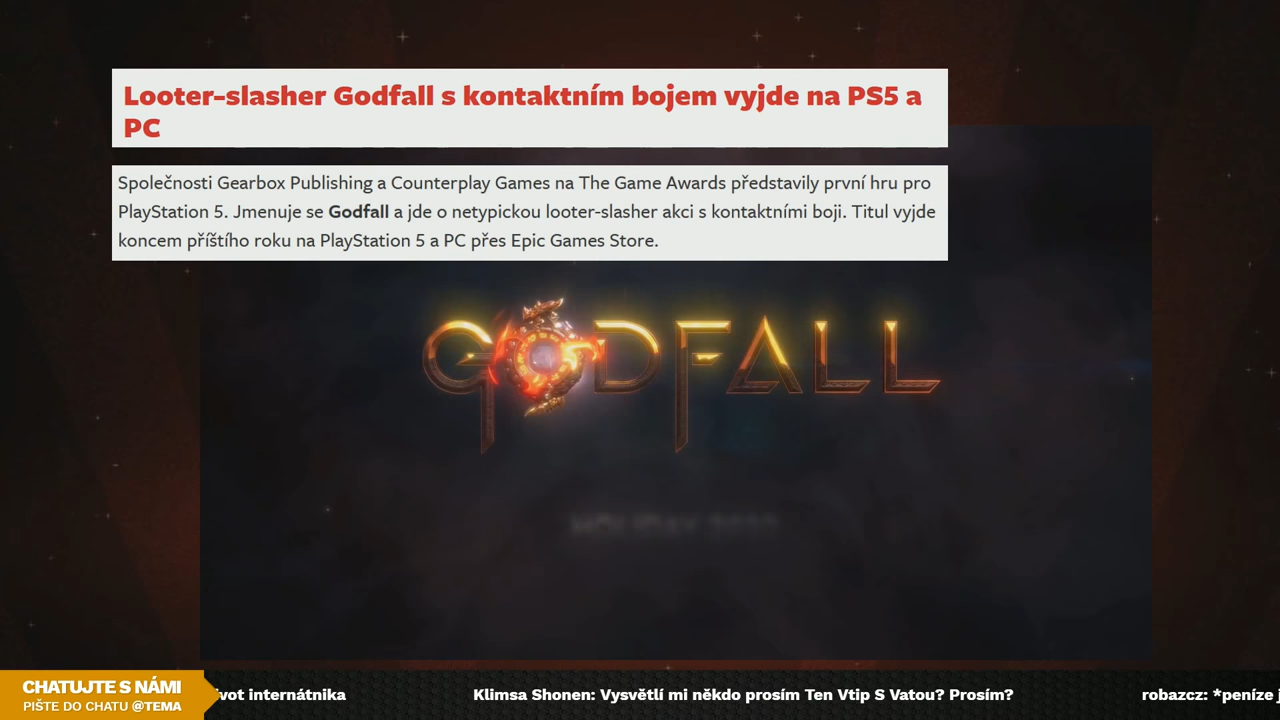 Looter-slasher Godfall s kontaktním bojem vyjde na PS5 a
PC
Společnosti Gearbox Publishing a Counterplay Games na The Game Awards představily první hru pro
PlayStation 5. Jmenuje se Godfall a jde o netypickou looter-slasher akci s kontaktními boji. Titul vyjde
koncem příštího roku na PlayStation 5 a PC přes Epic Games Store.
GODFALL
HOLIDAY 2020
CHATUJTE S NÁMI
PIŠTE DO CHATU @TEMA
ivot internátnika
Klimsa Shonen: Vysvětlí mi někdo prosím Ten Vtip S Vatou? Prosím?
robazcz: *peníze j